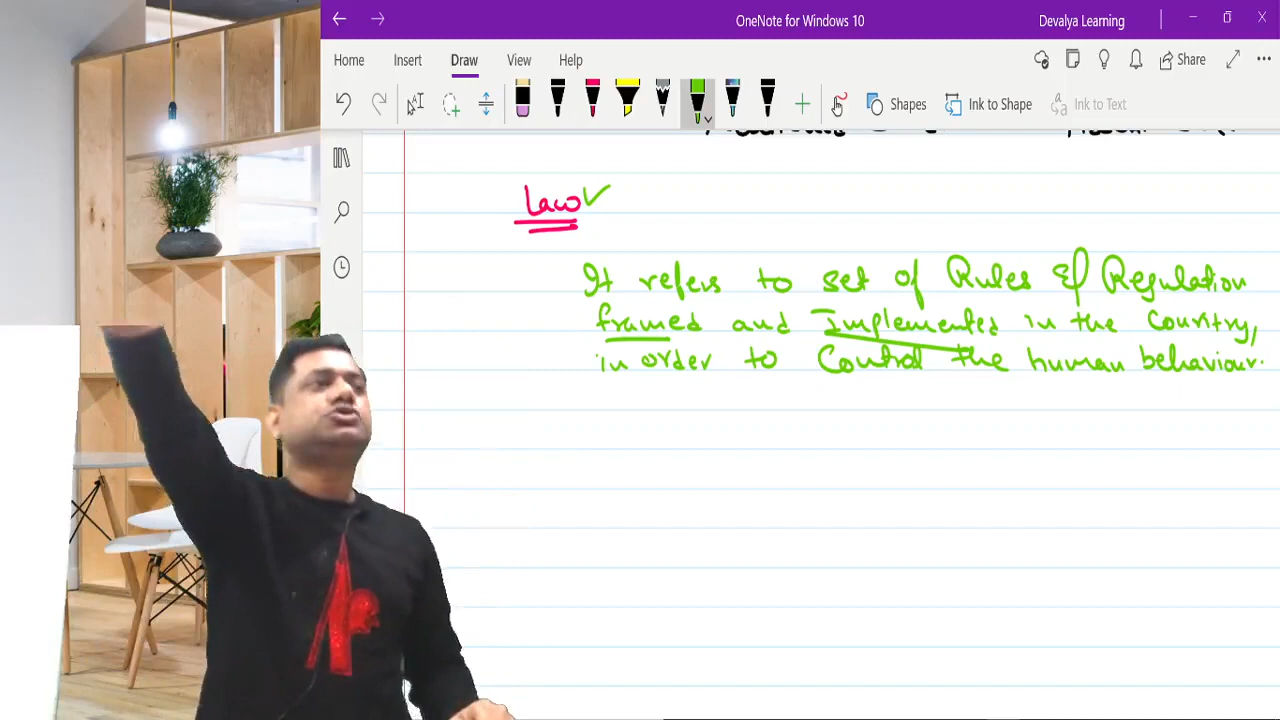 OneNote for Windows 10
Devalya Learning
Home Insert Draw View Help
Share
Shapes
Ink to Shape
Ink to Text
Law
It refers to set of Rules & Regulation
framed and Implemented in the Country,
in order to Control the human behaviour.